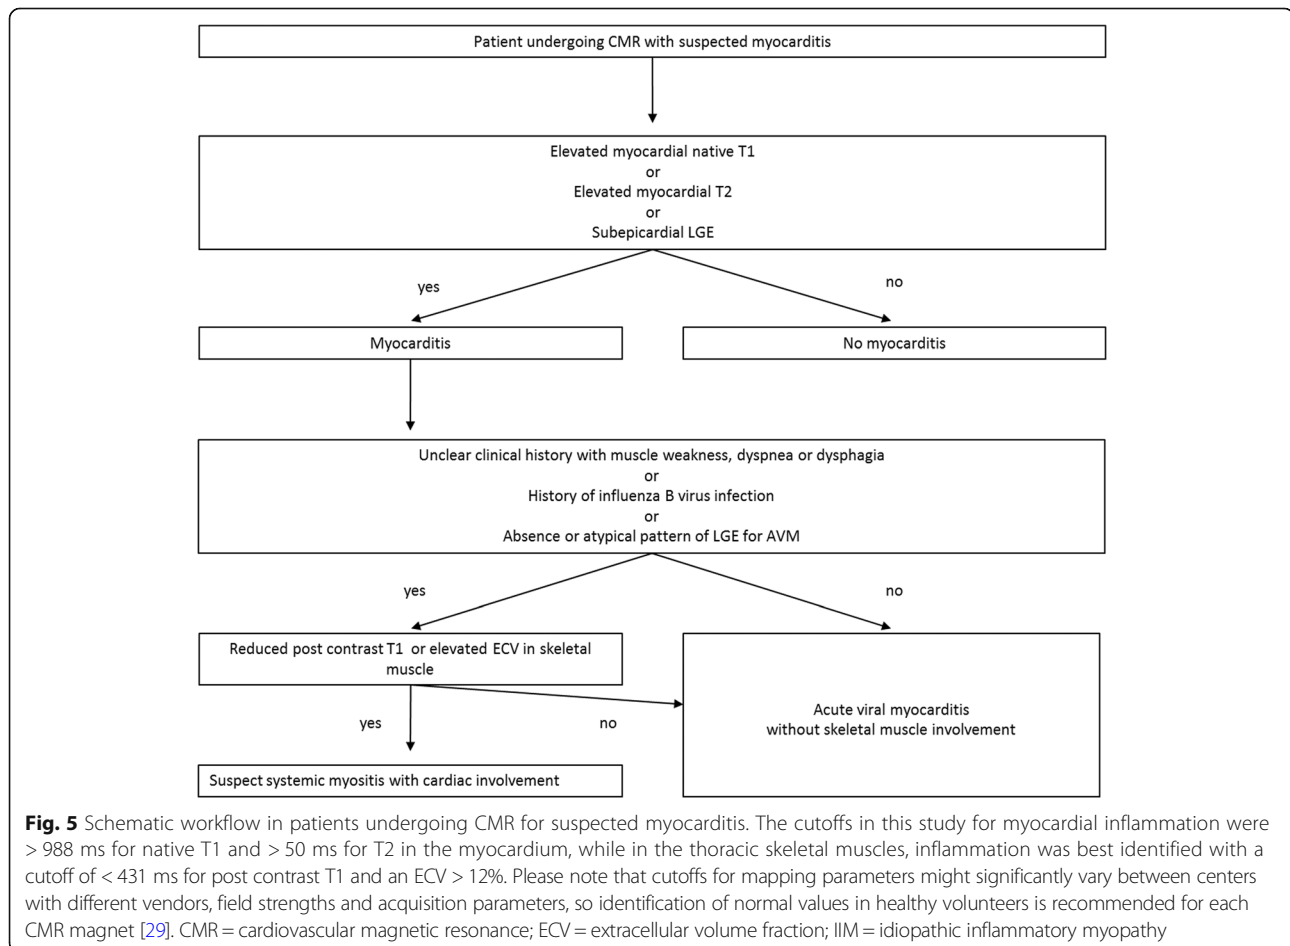 Patient undergoing CMR with suspected myocarditis
Elevated myocardial native T1
or
Elevated myocardial T2
or
Subepicardial LGE
yes
no
Myocarditis
No myocarditis
Unclear clinical history with muscle weakness, dyspnea or dysphagia
or
History of influenza B virus infection
or
Absence or atypical pattern of LGE for AVM
yes
no
Reduced post contrast T1 or elevated ECV in skeletal
muscle
Acute viral myocarditis
without skeletal muscle involvement
yes
no
Suspect systemic myositis with cardiac involvement
Fig. 5 Schematic workflow in patients undergoing CMR for suspected myocarditis. The cutoffs in this study for myocardial inflammation were
> 988 ms for native T1 and > 50 ms for T2 in the myocardium, while in the thoracic skeletal muscles, inflammation was best identified with a
cutoff of < 431 ms for post contrast T1 and an ECV > 12%. Please note that cutoffs for mapping parameters might significantly vary between centers
with different vendors, field strengths and acquisition parameters, so identification of normal values in healthy volunteers is recommended for each
CMR magnet [29]. CMR = cardiovascular magnetic resonance; ECV = extracellular volume fraction; IIM = idiopathic inflammatory myopathy